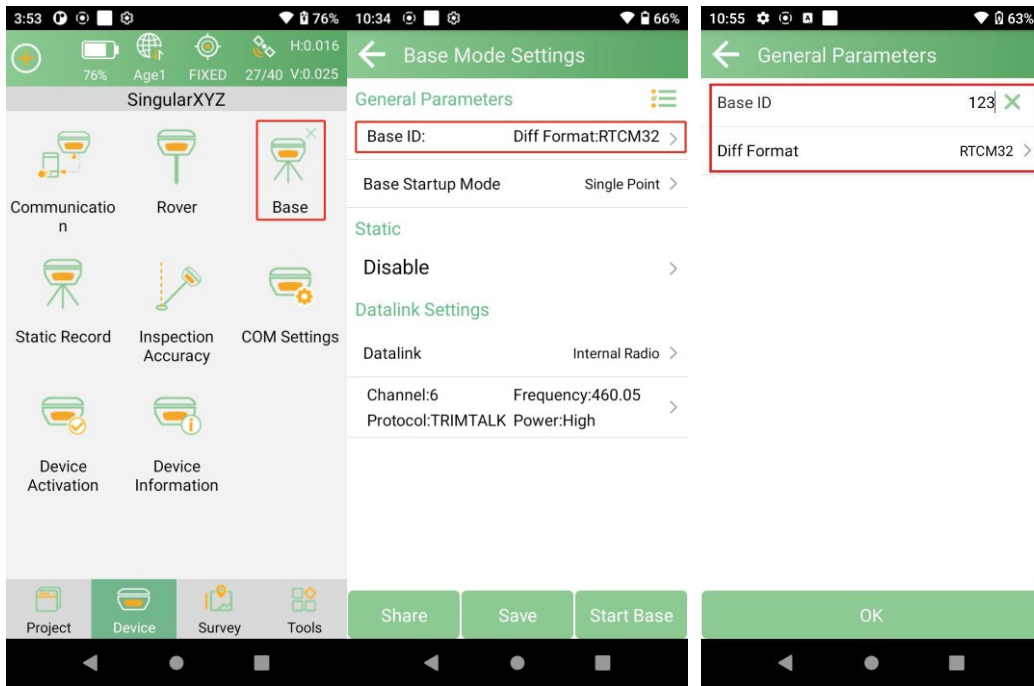 3:53
76%
76%
Age1
FIXED
27/40
H:0.016
V:0.025
SingularXYZ
Communicatio
n
Rover
Base
Static Record
Inspection
Accuracy
COM Settings
Device
Activation
Device
Information
Project
Device
Survey
Tools
10:34
66%
Base Mode Settings
General Parameters
Base ID: Diff Format:RTCM32
Base Startup Mode Single Point
Static
Disable
Datalink Settings
Datalink Internal Radio
Channel:6 Frequency:460.05
Protocol:TRIMTALK Power:High
Share Save Start Base
10:55
63%
General Parameters
Base ID 123
Diff Format RTCM32
OK